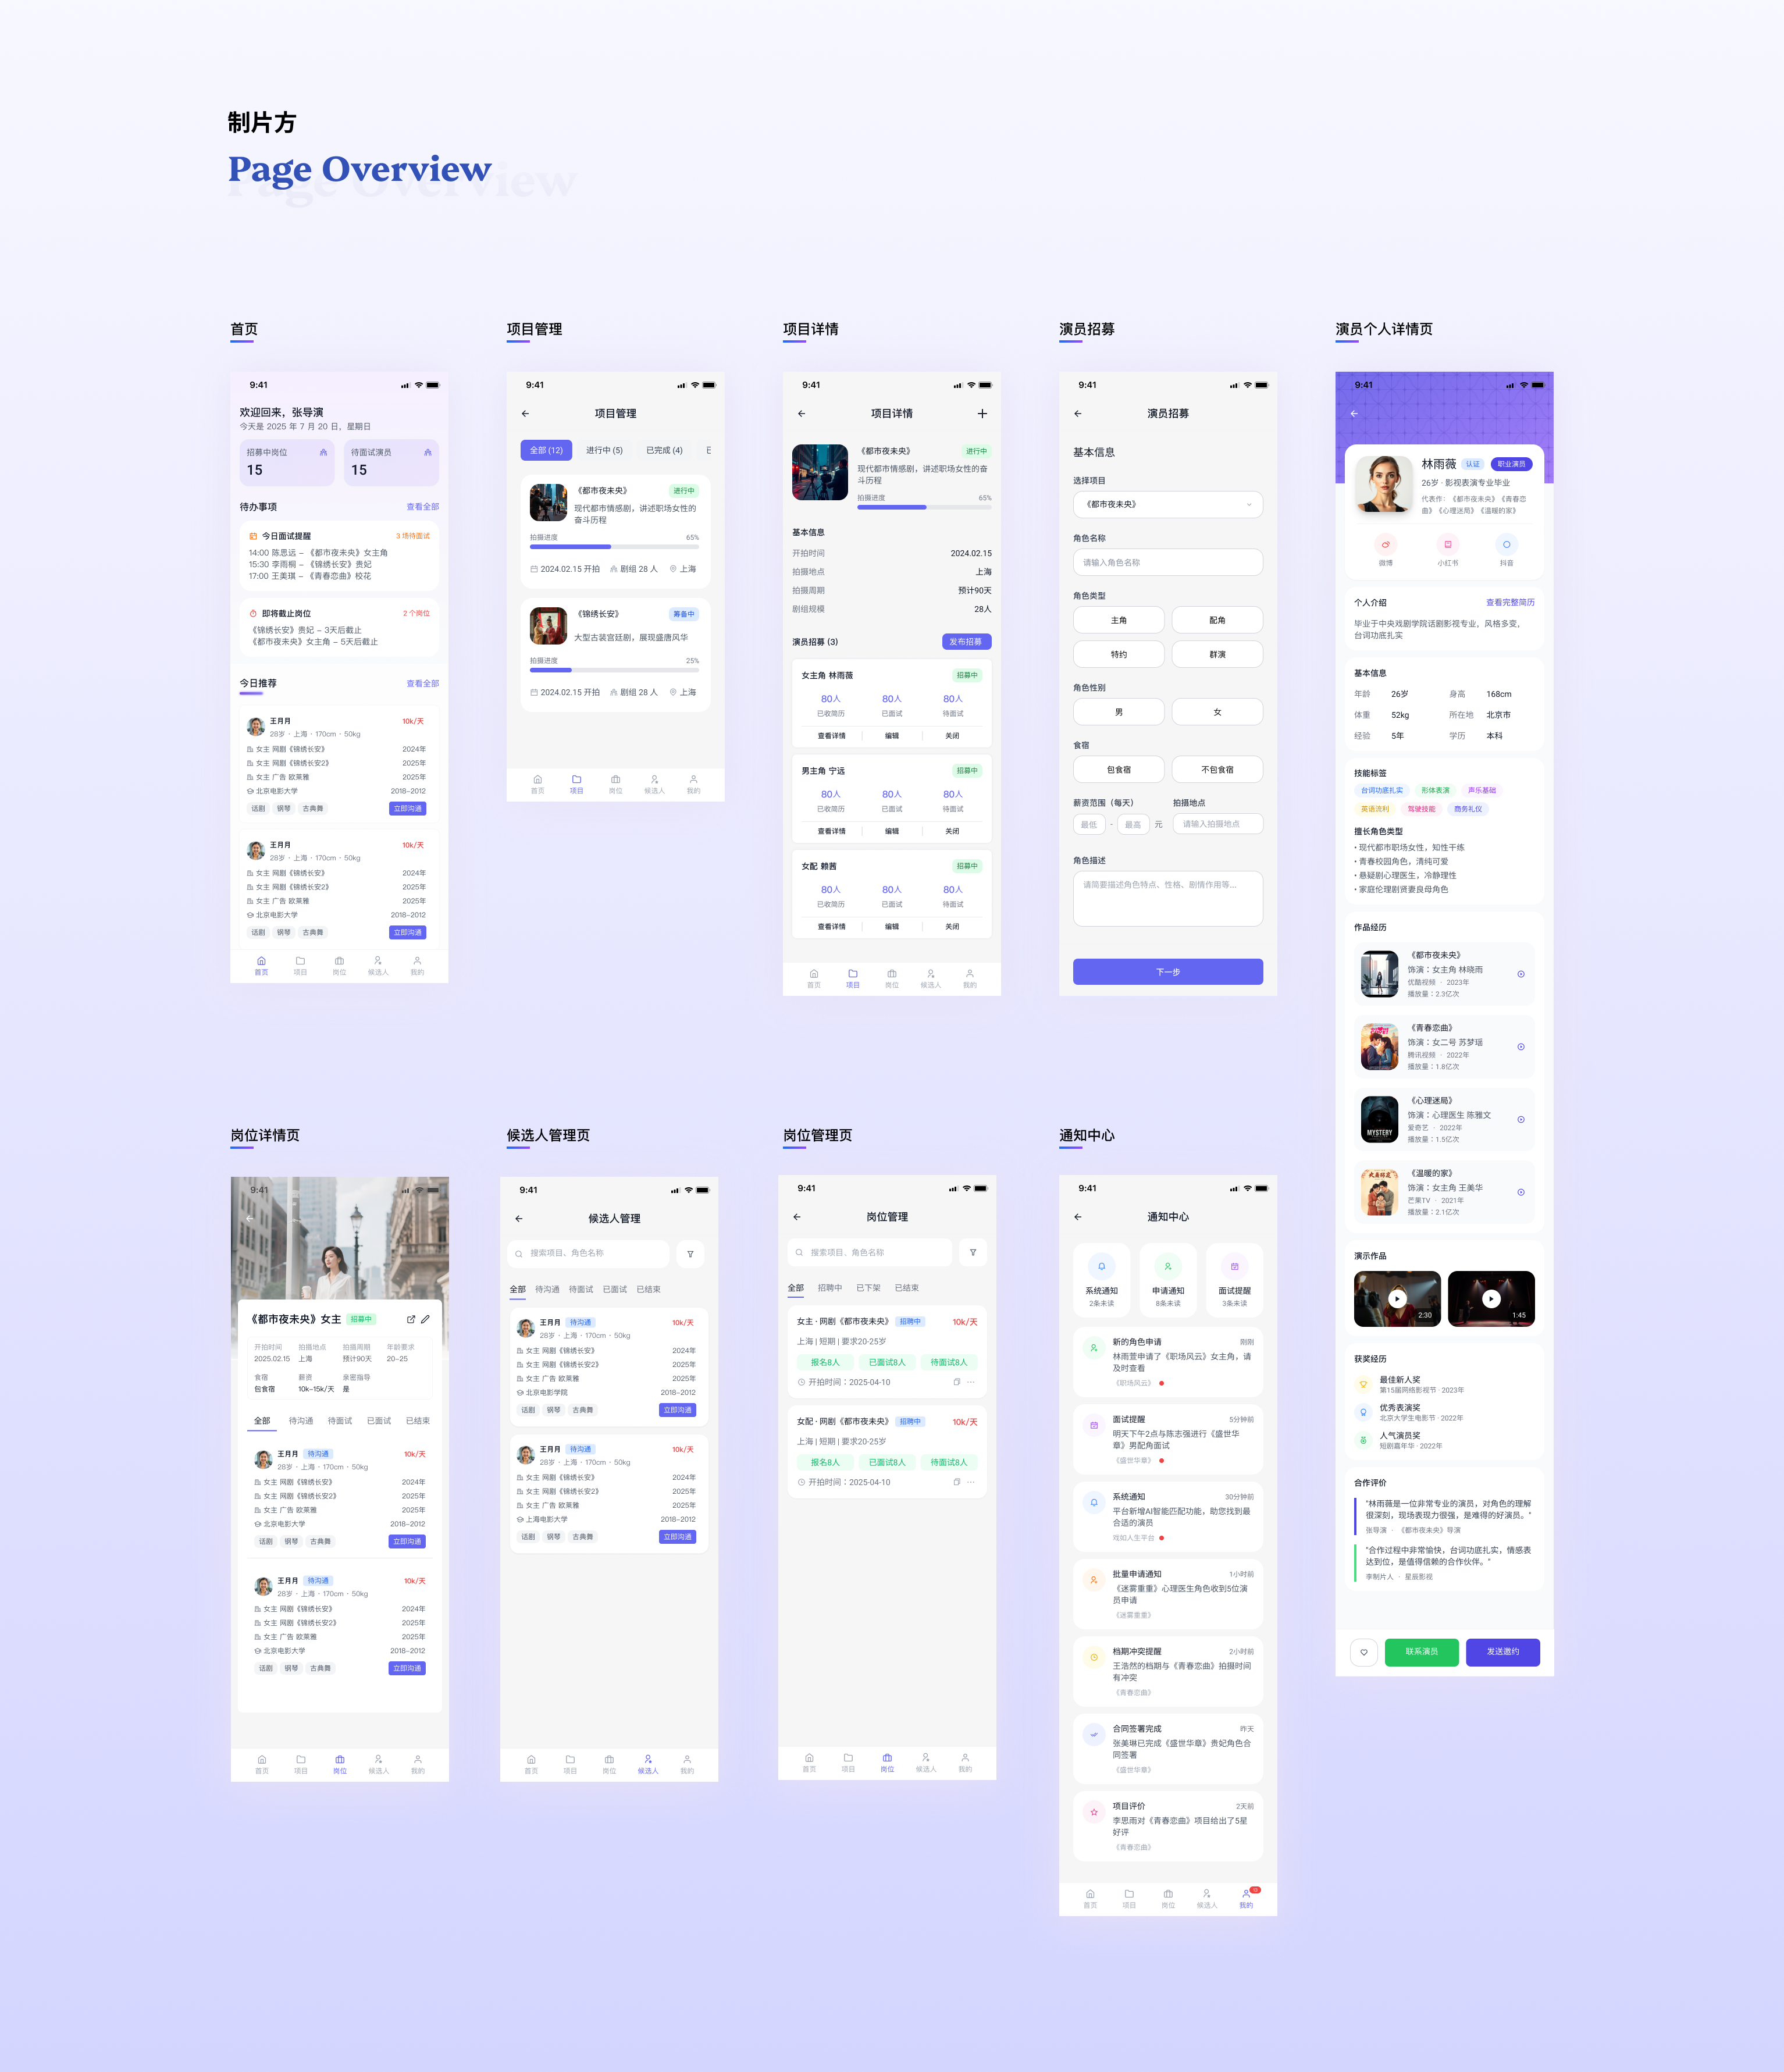 制片方
Page Overview
首页
9:41
欢迎回来，张导演
今天是 2025 年 7 月 20 日，星期日
招募中岗位
15
待面试演员
15
待办事项
查看全部
今日面试提醒
3 场待面试
14:00 陈思远 – 《都市夜未央》女主角
15:30 李雨桐 – 《锦绣长安》贵妃
17:00 王美琪 – 《青春恋曲》校花
即将截止岗位
2 个岗位
《锦绣长安》贵妃 – 3天后截止
《都市夜未央》女主角 – 5天后截止
今日推荐
查看全部
王月月
10k/天
28岁 · 上海 · 170cm · 50kg
女主 网剧《锦绣长安》
2024年
女主 网剧《锦绣长安2》
2025年
女主 广告 欧莱雅
2025年
北京电影大学
2018–2012
话剧
钢琴
古典舞
立即沟通
王月月
10k/天
28岁 · 上海 · 170cm · 50kg
女主 网剧《锦绣长安》
2024年
女主 网剧《锦绣长安2》
2025年
女主 广告 欧莱雅
2025年
北京电影大学
2018–2012
话剧
钢琴
古典舞
立即沟通
首页
项目
岗位
候选人
我的
项目管理
9:41
项目管理
全部 (12)
进行中 (5)
已完成 (4)
《都市夜未央》
进行中
现代都市情感剧，讲述职场女性的
奋斗历程
拍摄进度
65%
2024.02.15 开拍
剧组 28 人
上海
《锦绣长安》
筹备中
大型古装宫廷剧，展现盛唐风华
拍摄进度
25%
2024.02.15 开拍
剧组 28 人
上海
首页
项目
岗位
候选人
我的
项目详情
9:41
项目详情
《都市夜未央》
进行中
现代都市情感剧，讲述职场女性的奋
斗历程
拍摄进度
65%
基本信息
开拍时间
2024.02.15
拍摄地点
上海
拍摄周期
预计90天
剧组规模
28人
演员招募 (3)
发布招募
女主角 林雨薇
招募中
80人
80人
80人
已收简历
已面试
待面试
查看详情
编辑
关闭
男主角 宁远
招募中
80人
80人
80人
已收简历
已面试
待面试
查看详情
编辑
关闭
女配 赖茜
招募中
80人
80人
80人
已收简历
已面试
待面试
查看详情
编辑
关闭
首页
项目
岗位
候选人
我的
演员招募
9:41
演员招募
基本信息
选择项目
《都市夜未央》
角色名称
请输入角色名称
角色类型
主角
配角
特约
群演
角色性别
男
女
食宿
包食宿
不包食宿
薪资范围（每天）
拍摄地点
最低
-
最高
元
请输入拍摄地点
角色描述
请简要描述角色特点、性格、剧情作用等...
下一步
演员个人详情页
9:41
林雨薇
认证
职业演员
26岁 · 影视表演专业毕业
代表作：《都市夜未央》《青春恋
曲》《心理迷局》《温暖的家》
微博
小红书
抖音
个人介绍
查看完整简历
毕业于中央戏剧学院话剧影视专业，风格多变，
台词功底扎实
基本信息
年龄
26岁
身高
168cm
体重
52kg
所在地
北京市
经验
5年
学历
本科
技能标签
台词功底扎实
形体表演
声乐基础
英语流利
驾驶技能
商务礼仪
擅长角色类型
• 现代都市职场女性，知性干练
• 青春校园角色，清纯可爱
• 悬疑剧心理医生，冷静理性
• 家庭伦理剧贤妻良母角色
作品经历
《都市夜未央》
饰演：女主角 林晓雨
优酷视频 · 2023年
播放量：2.3亿次
《青春恋曲》
饰演：女二号 苏梦瑶
腾讯视频 · 2022年
播放量：1.8亿次
MYSTERY
《心理迷局》
饰演：心理医生 陈雅文
爱奇艺 · 2022年
播放量：1.5亿次
《温暖的家》
饰演：女主角 王美华
芒果TV · 2021年
播放量：2.1亿次
演示作品
2:30
1:45
获奖经历
最佳新人奖
第15届网络影视节 · 2023年
优秀表演奖
北京大学生电影节 · 2022年
人气演员奖
短剧嘉年华 · 2022年
合作评价
"林雨薇是一位非常专业的演员，对角色的理解
很深刻，现场表现力很强，是难得的好演员。"
张导演 · 《都市夜未央》导演
"合作过程中非常愉快，台词功底扎实，情感表
达到位，是值得信赖的合作伙伴。"
李制片人 · 星辰影视
联系演员
发送邀约
岗位详情页
9:41
《都市夜未央》女主
招募中
开拍时间
拍摄地点
拍摄周期
年龄要求
2025.02.15
上海
预计90天
20–25
食宿
薪资
亲密指导
包食宿
10k–15k/天
是
全部
待沟通
待面试
已面试
已结束
王月月
待沟通
10k/天
28岁 · 上海 · 170cm · 50kg
女主 网剧《锦绣长安》
2024年
女主 网剧《锦绣长安2》
2025年
女主 广告 欧莱雅
2025年
北京电影大学
2018–2012
话剧
钢琴
古典舞
立即沟通
王月月
待沟通
10k/天
28岁 · 上海 · 170cm · 50kg
女主 网剧《锦绣长安》
2024年
女主 网剧《锦绣长安2》
2025年
女主 广告 欧莱雅
2025年
北京电影大学
2018–2012
话剧
钢琴
古典舞
立即沟通
首页
项目
岗位
候选人
我的
候选人管理页
9:41
候选人管理
搜索项目、角色名称
全部
待沟通
待面试
已面试
已结束
王月月
待沟通
10k/天
28岁 · 上海 · 170cm · 50kg
女主 网剧《锦绣长安》
2024年
女主 网剧《锦绣长安2》
2025年
女主 广告 欧莱雅
2025年
北京电影学院
2018–2012
话剧
钢琴
古典舞
立即沟通
王月月
待沟通
10k/天
28岁 · 上海 · 170cm · 50kg
女主 网剧《锦绣长安》
2024年
女主 网剧《锦绣长安2》
2025年
女主 广告 欧莱雅
2025年
上海电影大学
2018–2012
话剧
钢琴
古典舞
立即沟通
首页
项目
岗位
候选人
我的
岗位管理页
9:41
岗位管理
搜素项目、角色名称
全部
招聘中
已下架
已结束
女主 · 网剧《都市夜未央》
招聘中
10k/天
上海 | 短期 | 要求20-25岁
报名8人
已面试8人
待面试8人
开拍时间：2025-04-10
女配 · 网剧《都市夜未央》
招聘中
10k/天
上海 | 短期 | 要求20-25岁
报名8人
已面试8人
待面试8人
开拍时间：2025-04-10
首页
项目
岗位
候选人
我的
通知中心
9:41
通知中心
系统通知
2条未读
申请通知
8条未读
面试提醒
3条未读
新的角色申请
刚刚
林雨萱申请了《职场风云》女主角，请
及时查看
《职场风云》
面试提醒
5分钟前
明天下午2点与陈志强进行《盛世华
章》男配角面试
《盛世华章》
系统通知
30分钟前
平台新增AI智能匹配功能，助您找到最
合适的演员
戏如人生平台
批量申请通知
1小时前
《迷雾重重》心理医生角色收到5位演
员申请
《迷雾重重》
档期冲突提醒
2小时前
王浩然的档期与《青春恋曲》拍摄时间
有冲突
《青春恋曲》
合同签署完成
昨天
张美琳已完成《盛世华章》贵妃角色合
同签署
《盛世华章》
项目评价
2天前
李思雨对《青春恋曲》项目给出了5星
好评
《青春恋曲》
首页
项目
岗位
候选人
我的